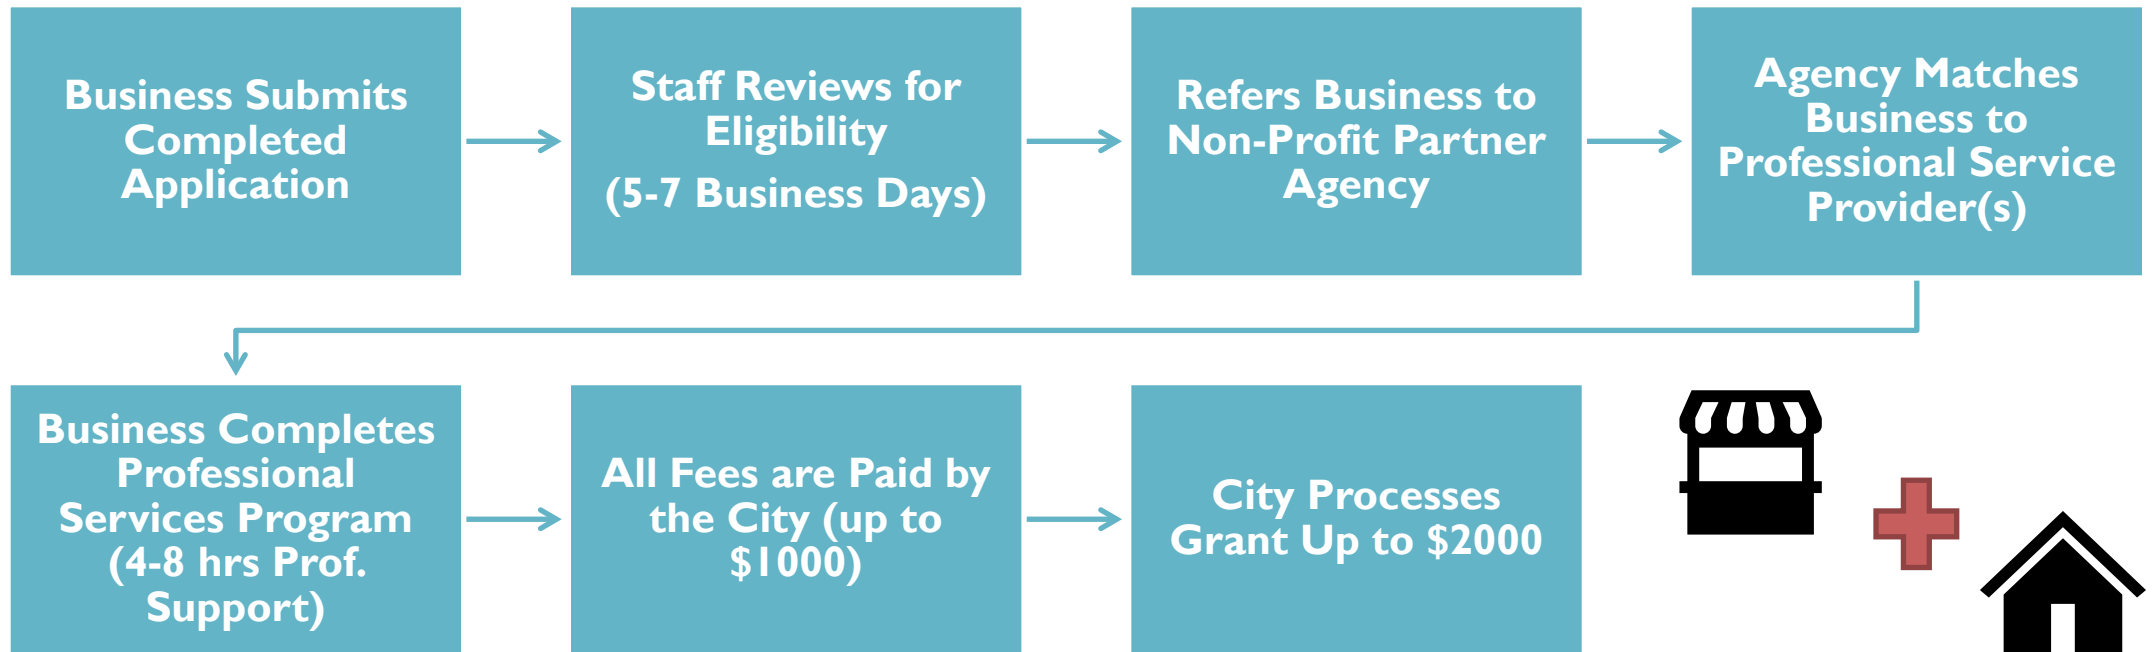 Business Submits
Completed
Application
Staff Reviews for
Eligibility
(5-7 Business Days)
Refers Business to
Non-Profit Partner
Agency
Agency Matches
Business to
Professional Service
Provider(s)
Business Completes
Professional
Services Program
(4-8 hrs Prof.
Support)
All Fees are Paid by
the City (up to
$1000)
City Processes
Grant Up to $2000